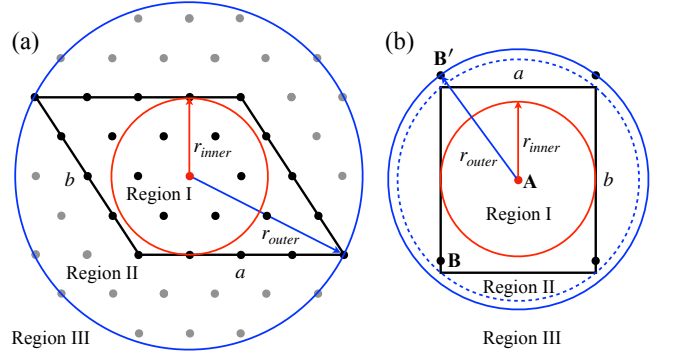 (a)
r_inner
b
Region I
r_outer
Region II
a
Region III
(b)
B′
a
r_outer
r_inner
A
b
Region I
B
Region II
Region III